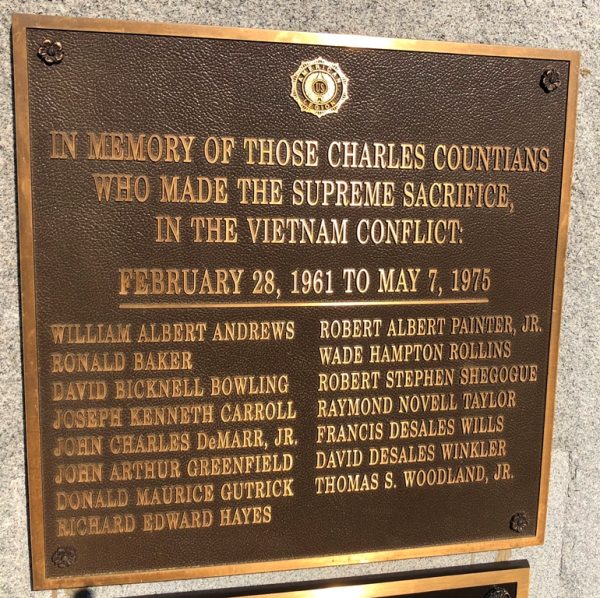 AMERICAN
US
LEGION
IN MEMORY OF THOSE CHARLES COUNTIANS
WHO MADE THE SUPREME SACRIFICE,
IN THE VIETNAM CONFLICT:
FEBRUARY 28, 1961 TO MAY 7, 1975
WILLIAM ALBERT ANDREWS
RONALD BAKER
DAVID BICKNELL BOWLING
JOSEPH KENNETH CARROLL
JOHN CHARLES DeMARR, JR.
JOHN ARTHUR GREENFIELD
DONALD MAURICE GUTRICK
RICHARD EDWARD HAYES
ROBERT ALBERT PAINTER, JR.
WADE HAMPTON ROLLINS
ROBERT STEPHEN SHEGOGUE
RAYMOND NOVELL TAYLOR
FRANCIS DESALES WILLS
DAVID DESALES WINKLER
THOMAS S. WOODLAND, JR.